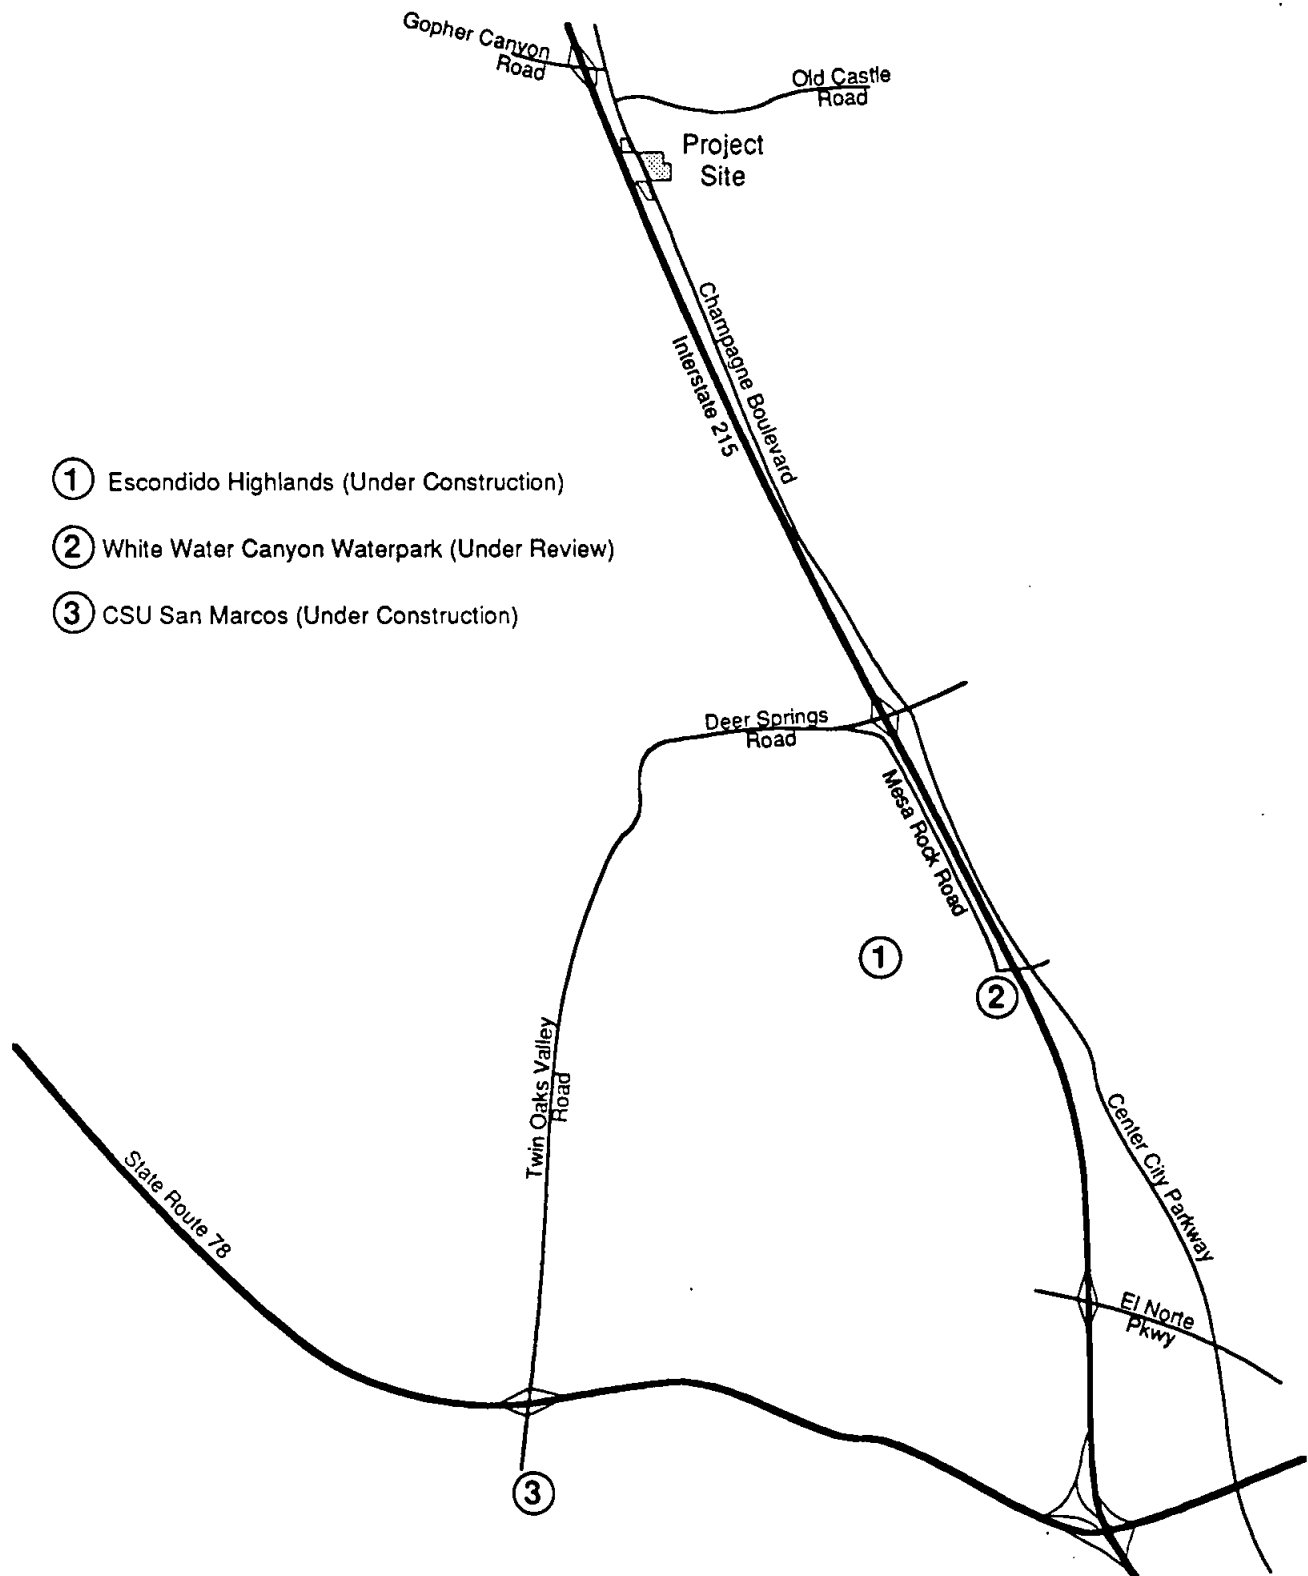 Gopher Canyon
Road
Old Castle
Road
Project
Site
Champagne Boulevard
Interstate 215
1 Escondido Highlands (Under Construction)
2 White Water Canyon Waterpark (Under Review)
3 CSU San Marcos (Under Construction)
Deer Springs
Road
Mesa Rock Road
1
2
Twin Oaks Valley
Road
Center City Parkway
State Route 78
El Norte
Pkwy
3